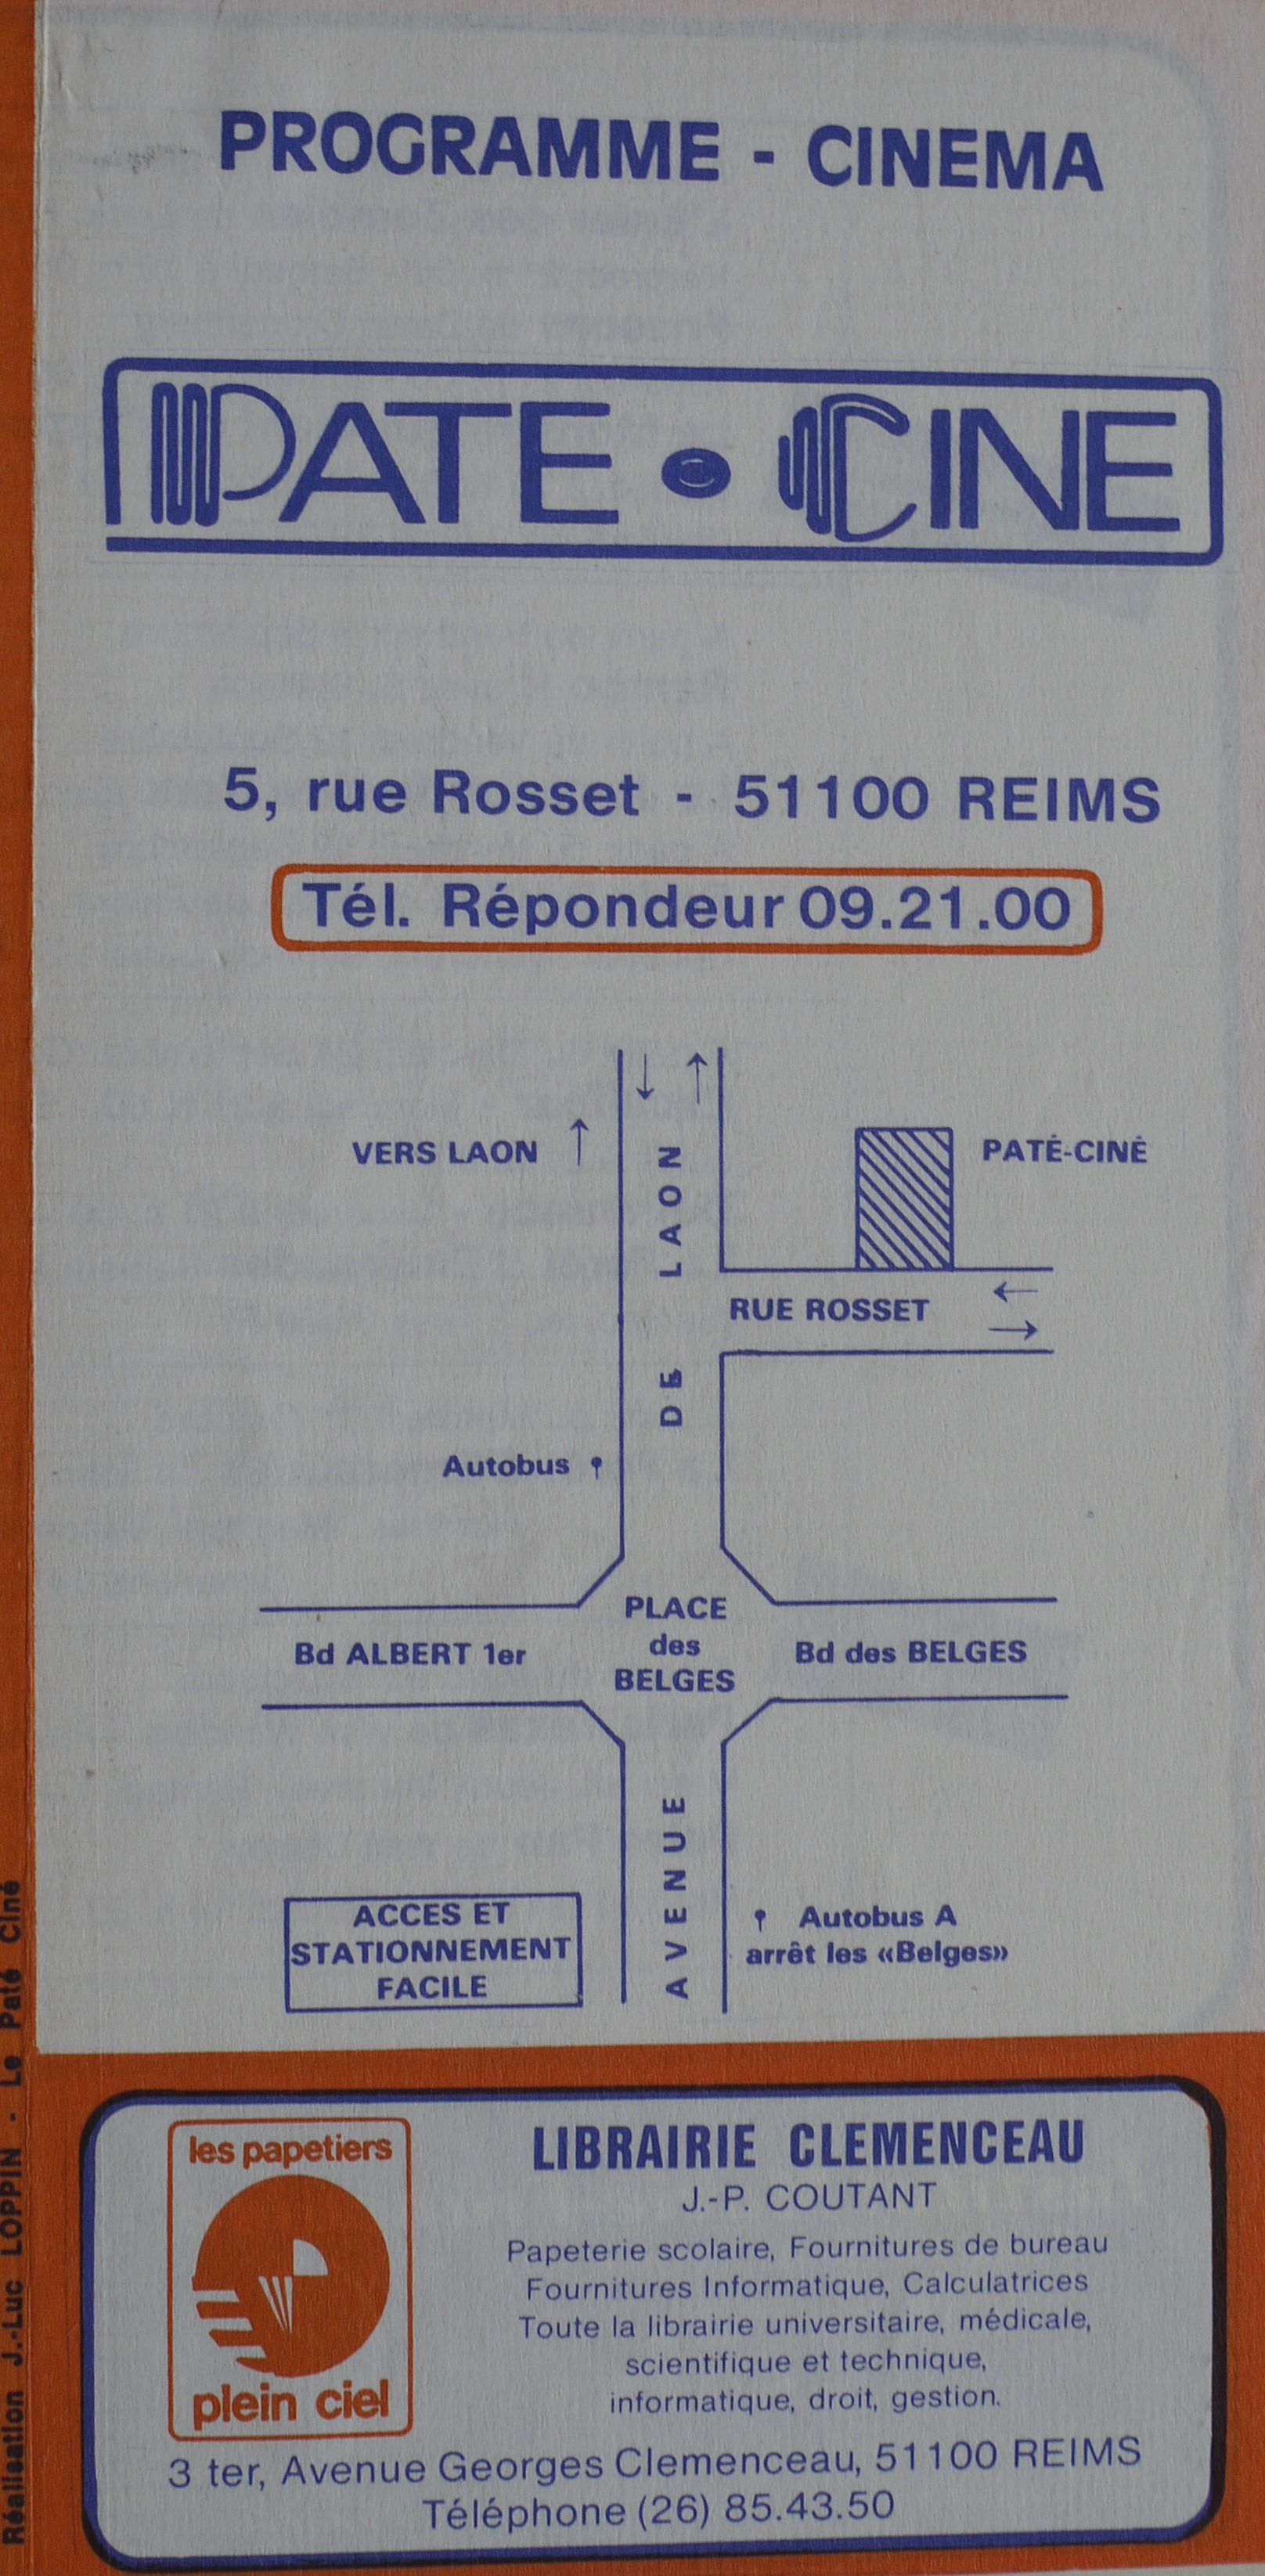 PROGRAMME - CINEMA
PATE • CINE
5, rue Rosset - 51100 REIMS
Tél. Répondeur 09.21.00
VERS LAON
DE LAON
PATÉ-CINÉ
RUE ROSSET
Autobus
PLACE
des
BELGES
Bd ALBERT 1er
Bd des BELGES
AVENUE
ACCES ET
STATIONNEMENT
FACILE
Autobus A
arrêt les «Belges»
Réalisation J.-Luc LOPPIN - Le Paté Ciné
les papetiers
plein ciel
LIBRAIRIE CLEMENCEAU
J.-P. COUTANT
Papeterie scolaire, Fournitures de bureau
Fournitures Informatique, Calculatrices
Toute la librairie universitaire, médicale,
scientifique et technique,
informatique, droit, gestion.
3 ter, Avenue Georges Clemenceau, 51100 REIMS
Téléphone (26) 85.43.50